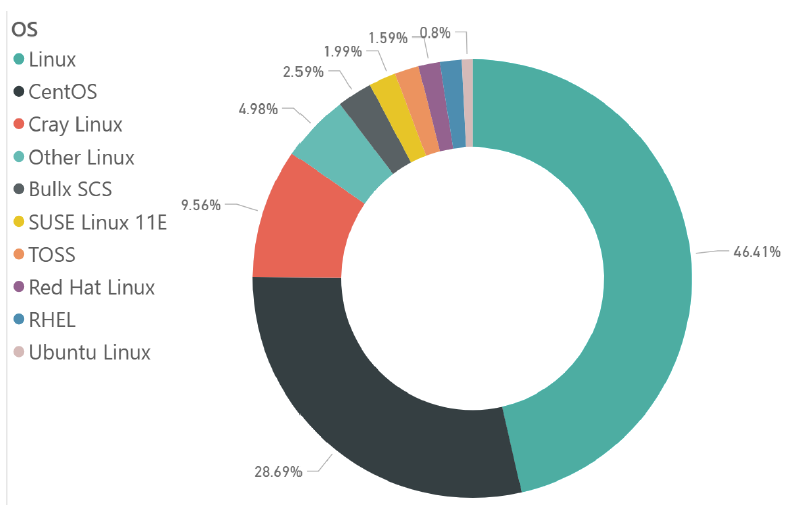 OS
Linux
CentOS
Cray Linux
Other Linux
Bullx SCS
SUSE Linux 11E
TOSS
Red Hat Linux
RHEL
Ubuntu Linux
0.8%
1.59%
1.99%
2.59%
4.98%
9.56%
46.41%
28.69%